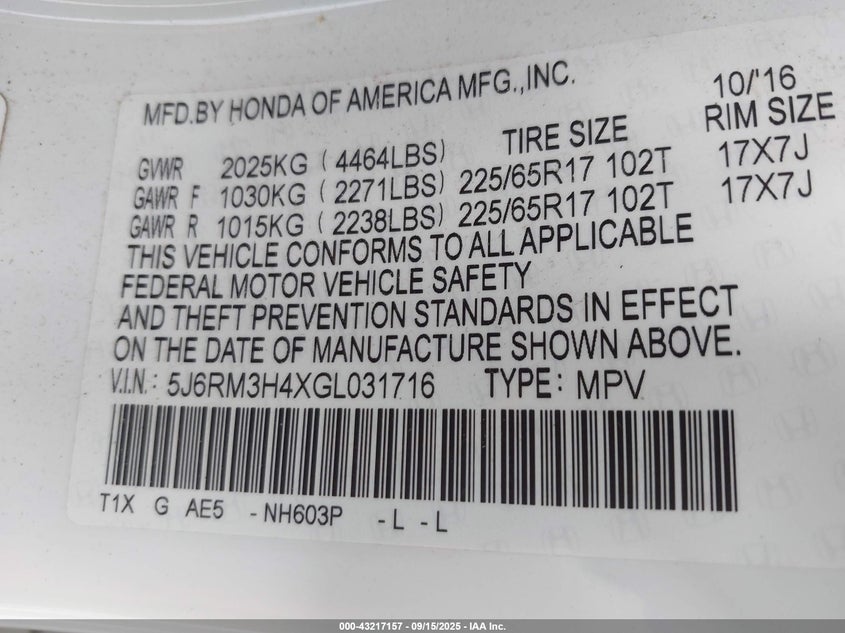 MFD.BY HONDA OF AMERICA MFG.,INC. 10/'16
TIRE SIZE RIM SIZE
GVWR 2025KG ( 4464LBS)
GAWR F 1030KG ( 2271LBS) 225/65R17 102T 17X7J
GAWR R 1015KG ( 2238LBS) 225/65R17 102T 17X7J
THIS VEHICLE CONFORMS TO ALL APPLICABLE
FEDERAL MOTOR VEHICLE SAFETY
AND THEFT PREVENTION STANDARDS IN EFFECT
ON THE DATE OF MANUFACTURE SHOWN ABOVE.
V.I.N.: 5J6RM3H4XGL031716 TYPE: MPV
T1X G AE5 -NH603P -L -L
000-43217157 - 09/15/2025 - IAA Inc.